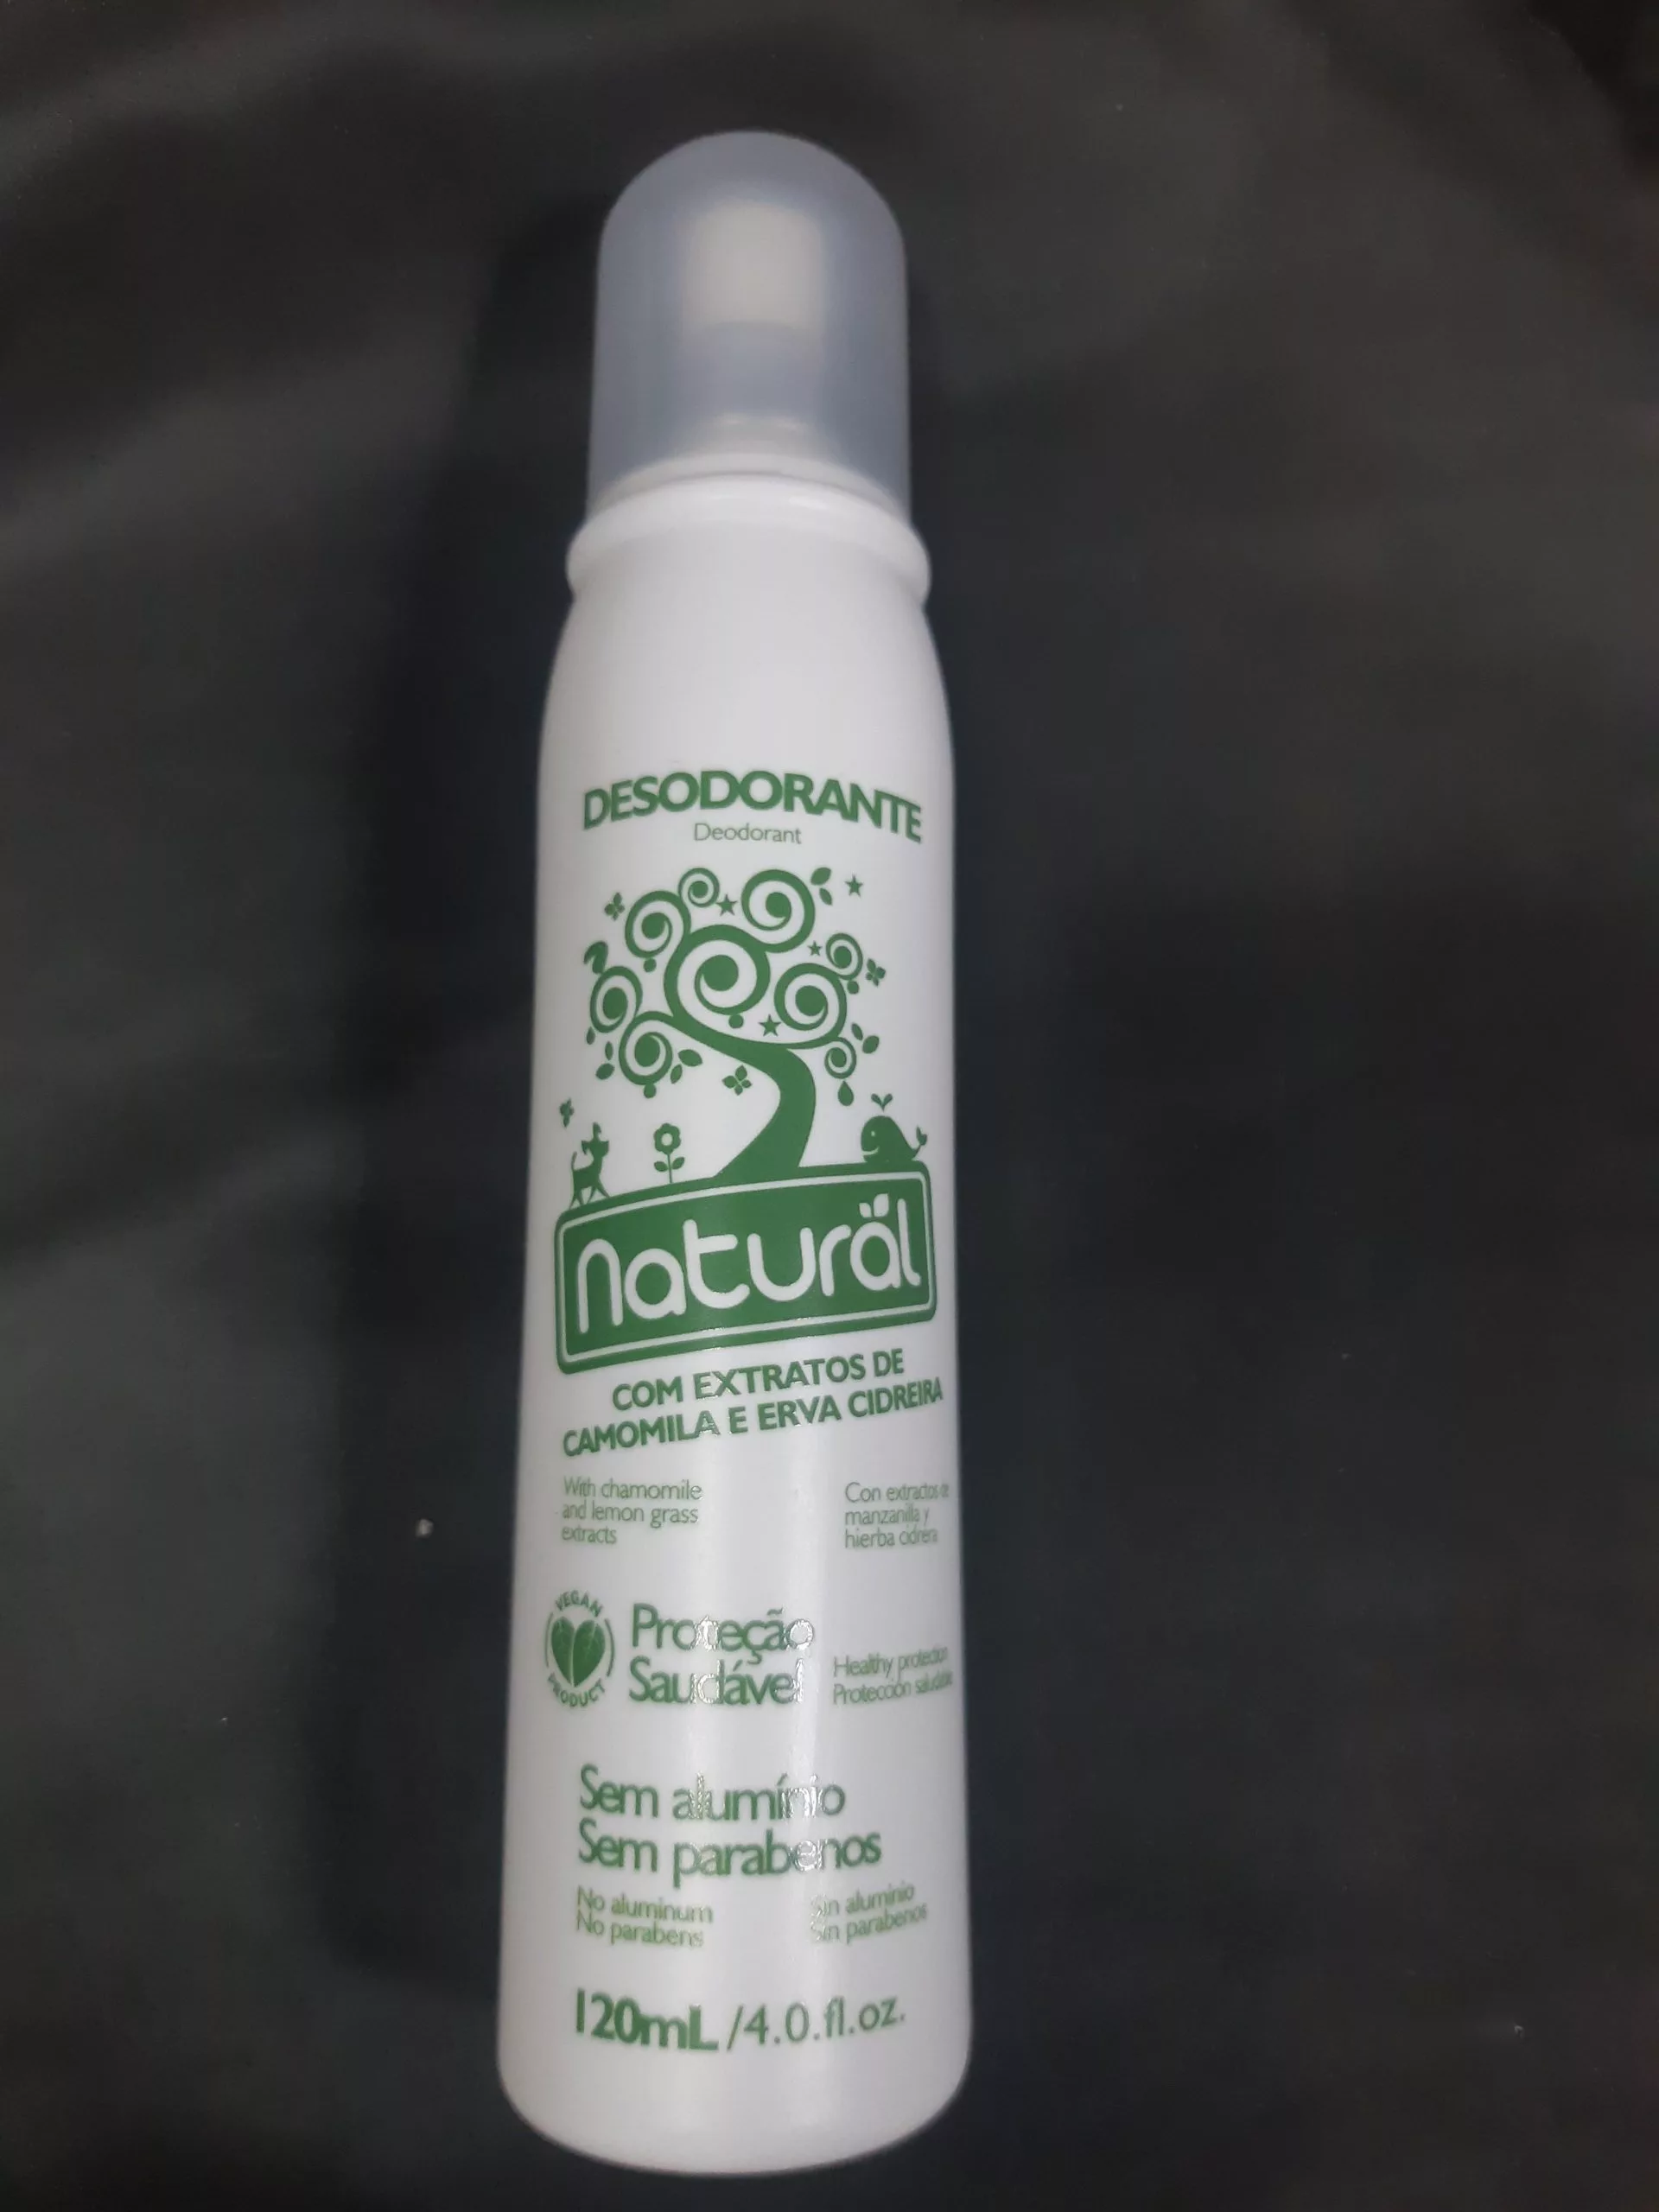 DESODORANTE
Deodorant
naturäl
COM EXTRATOS DE
CAMOMILA E ERVA CIDREIRA
With chamomile
and lemon grass
extracts
Con extractos de
manzanilla y
hierba cidrera
VEGAN
PRODUCT
Proteção
Saudável
Healthy protection
Protección saludable
Sem alumínio
Sem parabenos
No aluminum
No parabens
Sin aluminio
Sin parabenos
120mL /4.0.fl.oz.